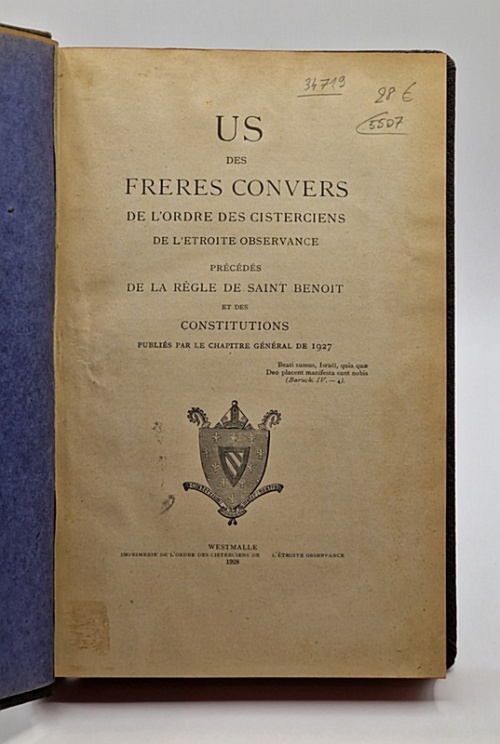 34719
28 €
5507
US
DES
FRERES CONVERS
DE L'ORDRE DES CISTERCIENS
DE L'ETROITE OBSERVANCE
PRÉCÉDÉS
DE LA RÈGLE DE SAINT BENOIT
ET DES
CONSTITUTIONS
PUBLIÉS PAR LE CHAPITRE GÉNÉRAL DE 1927
Beati sumus, Israël, quia quæ
Deo placent manifesta sunt nobis
(Baruch. IV. — 4).
WESTMALLE
IMPRIMERIE DE L'ORDRE DES CISTERCIENS DE L'ÉTROITE OBSERVANCE
1928